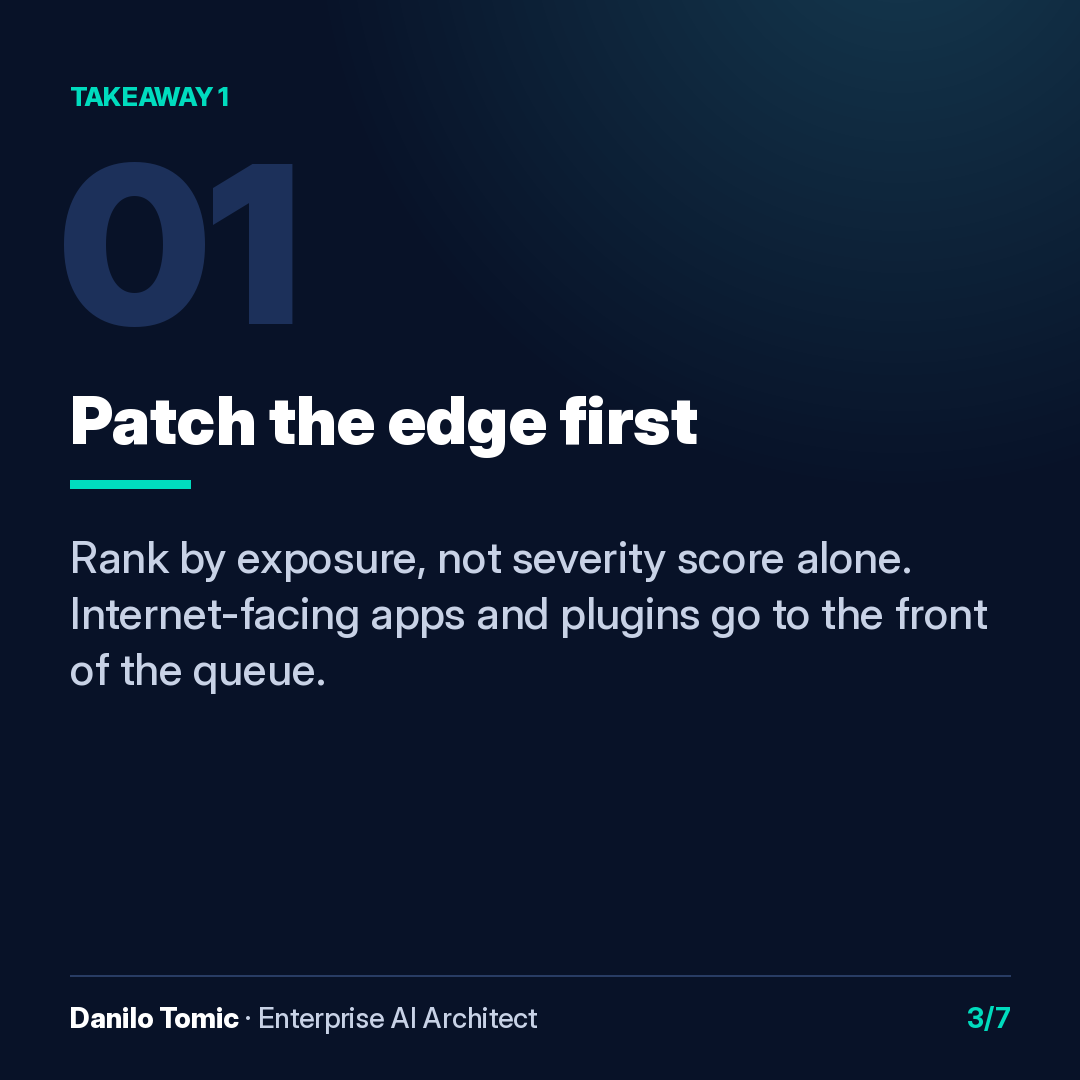 TAKEAWAY 1
01
Patch the edge first
Rank by exposure, not severity score alone.
Internet-facing apps and plugins go to the front
of the queue.
Danilo Tomic · Enterprise AI Architect
3/7